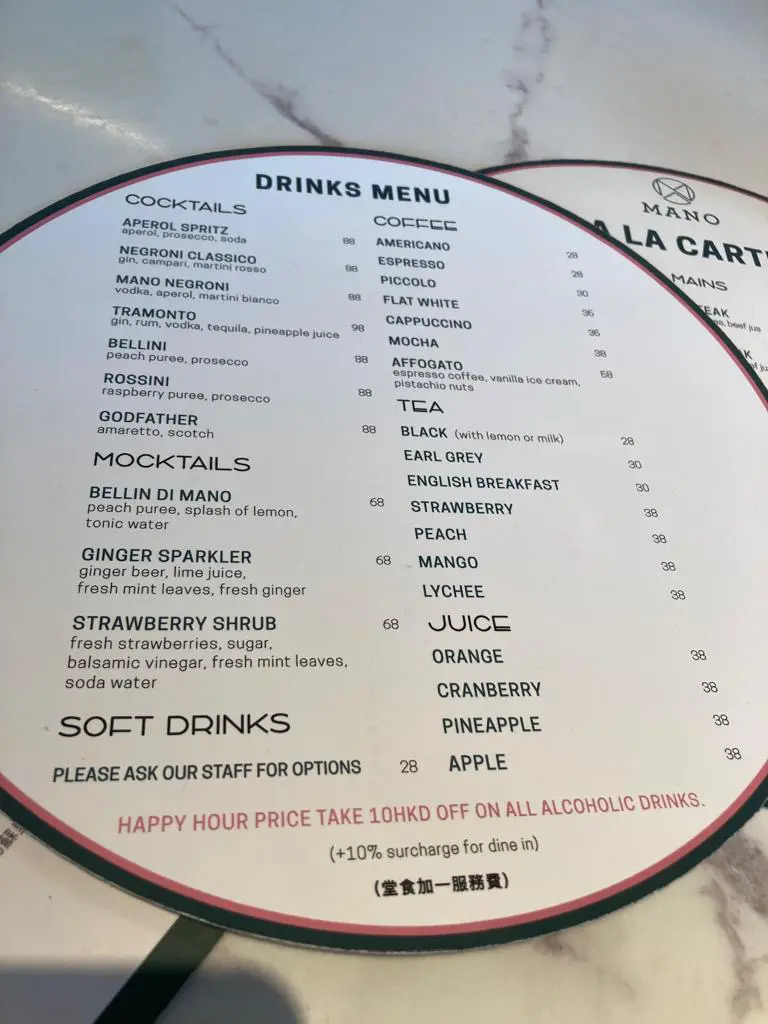 DRINKS MENU
COCKTAILS
APEROL SPRITZ 88
aperol, prosecco, soda
NEGRONI CLASSICO 88
gin, campari, martini rosso
MANO NEGRONI 88
vodka, aperol, martini bianco
TRAMONTO 98
gin, rum, vodka, tequila, pineapple juice
BELLINI 88
peach puree, prosecco
ROSSINI 88
raspberry puree, prosecco
GODFATHER 88
amaretto, scotch
MOCKTAILS
BELLIN DI MANO 68
peach puree, splash of lemon,
tonic water
GINGER SPARKLER 68
ginger beer, lime juice,
fresh mint leaves, fresh ginger
STRAWBERRY SHRUB 68
fresh strawberries, sugar,
balsamic vinegar, fresh mint leaves,
soda water
SOFT DRINKS
PLEASE ASK OUR STAFF FOR OPTIONS 28
COFFEE
AMERICANO 28
ESPRESSO 28
PICCOLO 30
FLAT WHITE 36
CAPPUCCINO 36
MOCHA 38
AFFOGATO 58
espresso coffee, vanilla ice cream,
pistachio nuts
TEA
BLACK (with lemon or milk) 28
EARL GREY 30
ENGLISH BREAKFAST 30
STRAWBERRY 38
PEACH 38
MANGO 38
LYCHEE 38
JUICE
ORANGE 38
CRANBERRY 38
PINEAPPLE 38
APPLE 38
HAPPY HOUR PRICE TAKE 10HKD OFF ON ALL ALCOHOLIC DRINKS.
(+10% surcharge for dine in)
(堂食加一服務費)
MANO
A LA CART
MAINS
EAK
es, beef jus
K